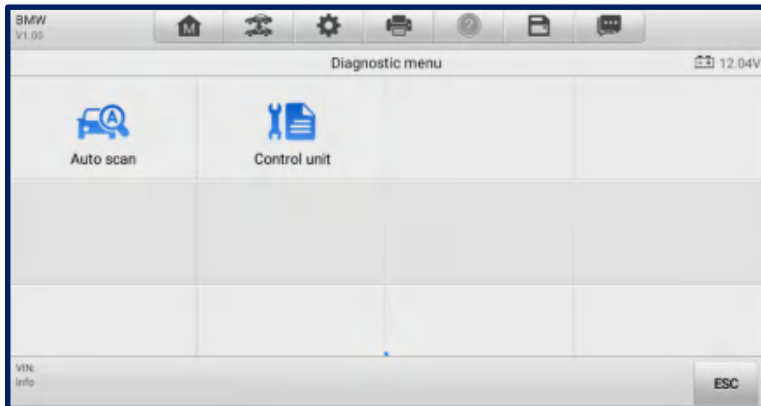 BMW
V1.00
M
?
Diagnostic menu
12.04V
A
Auto scan
Control unit
VIN:
Info
ESC